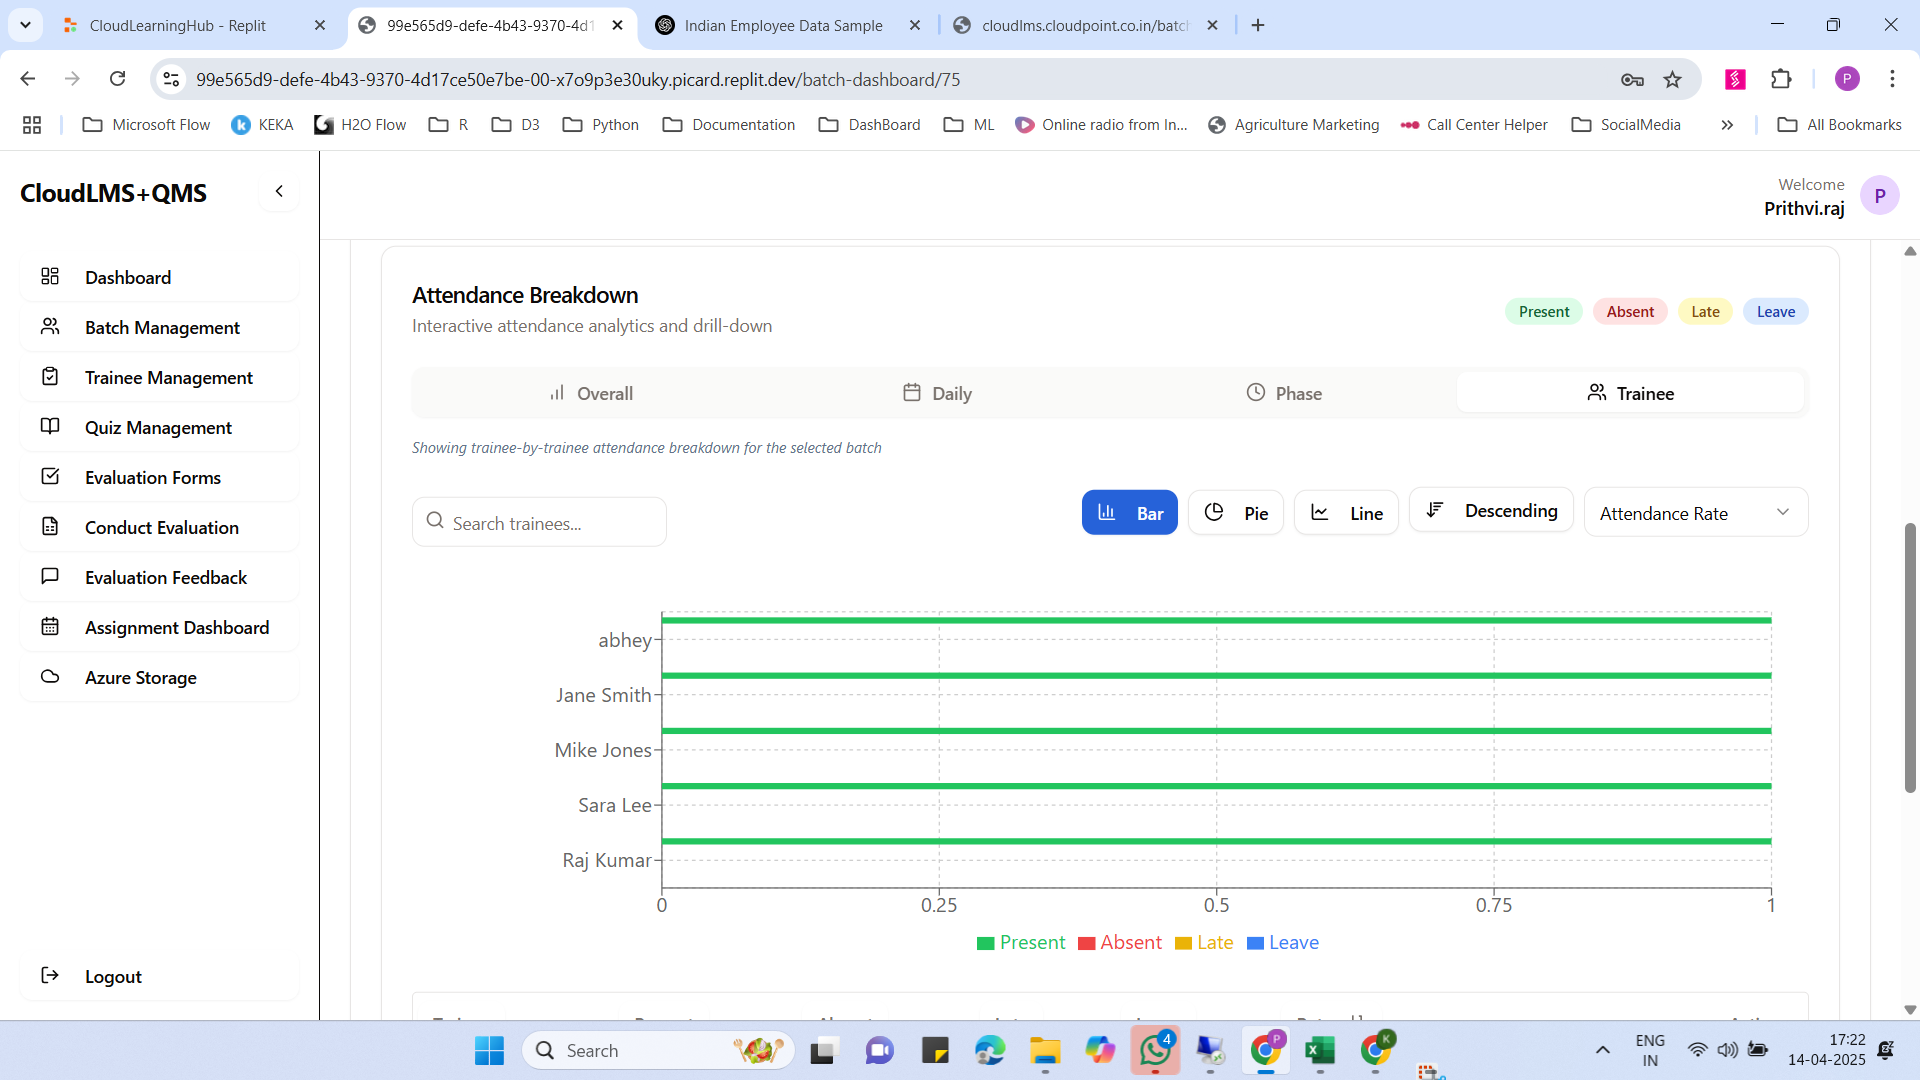 CloudLearningHub - Replit
99e565d9-defe-4b43-9370-4d1
Indian Employee Data Sample
cloudlms.cloudpoint.co.in/batch
99e565d9-defe-4b43-9370-4d17ce50e7be-00-x7o9p3e30uky.picard.replit.dev/batch-dashboard/75
P
Microsoft Flow
KEKA
H2O Flow
R
D3
Python
Documentation
DashBoard
ML
Online radio from In...
Agriculture Marketing
Call Center Helper
SocialMedia
All Bookmarks
CloudLMS+QMS
Welcome
Prithvi.raj
P
Dashboard
Batch Management
Trainee Management
Quiz Management
Evaluation Forms
Conduct Evaluation
Evaluation Feedback
Assignment Dashboard
Azure Storage
Logout
Attendance Breakdown
Interactive attendance analytics and drill-down
Present
Absent
Late
Leave
Overall
Daily
Phase
Trainee
Showing trainee-by-trainee attendance breakdown for the selected batch
Search trainees...
Bar
Pie
Line
Descending
Attendance Rate
abhey
Jane Smith
Mike Jones
Sara Lee
Raj Kumar
0 0.25 0.5 0.75 1
Present Absent Late Leave
Search
4
P
K
ENG
IN
17:22
14-04-2025